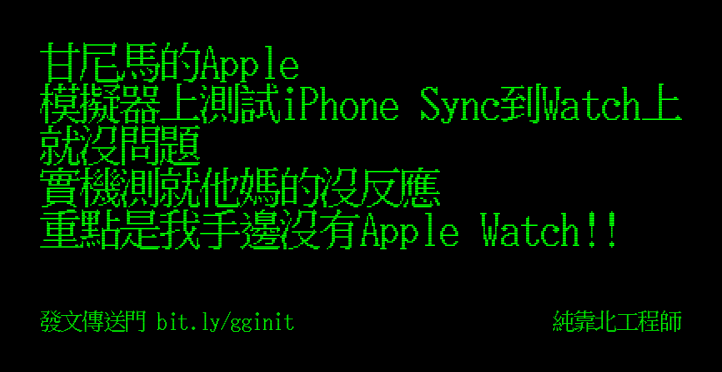 甘尼馬的Apple
模擬器上測試iPhone Sync到Watch上
就沒問題
實機測就他媽的沒反應
重點是我手邊沒有Apple Watch!!
發文傳送門 bit.ly/gginit
純靠北工程師